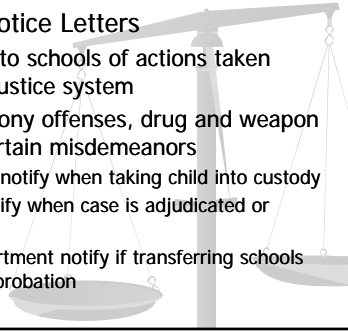 otice Letters
to schools of actions taken
ustice system
ony offenses, drug and weapon
rtain misdemeanors
notify when taking child into custody
ify when case is adjudicated or
rtment notify if transferring schools
probation